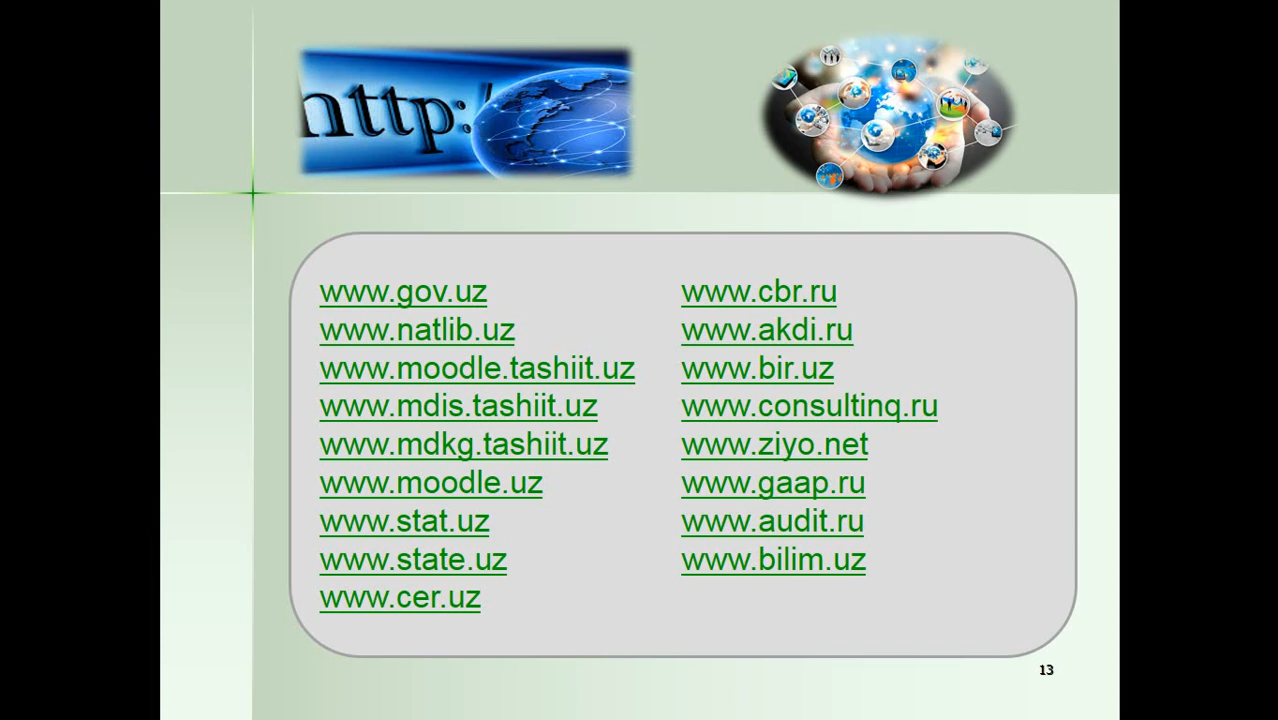 http:/
www.gov.uz
www.natlib.uz
www.moodle.tashiit.uz
www.mdis.tashiit.uz
www.mdkg.tashiit.uz
www.moodle.uz
www.stat.uz
www.state.uz
www.cer.uz
www.cbr.ru
www.akdi.ru
www.bir.uz
www.consultinq.ru
www.ziyo.net
www.gaap.ru
www.audit.ru
www.bilim.uz
13